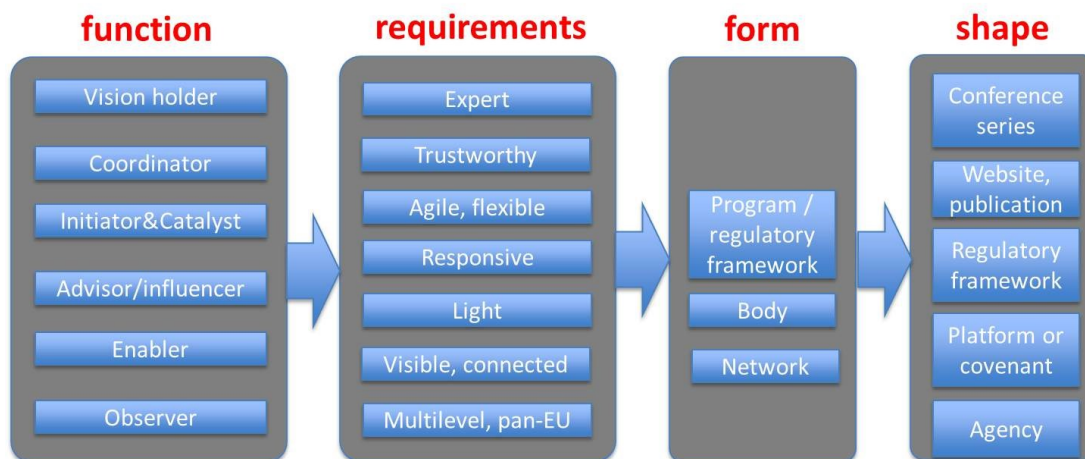 function
Vision holder
Coordinator
Initiator&Catalyst
Advisor/influencer
Enabler
Observer
requirements
Expert
Trustworthy
Agile, flexible
Responsive
Light
Visible, connected
Multilevel, pan-EU
form
Program /
regulatory
framework
Body
Network
shape
Conference
series
Website,
publication
Regulatory
framework
Platform or
covenant
Agency